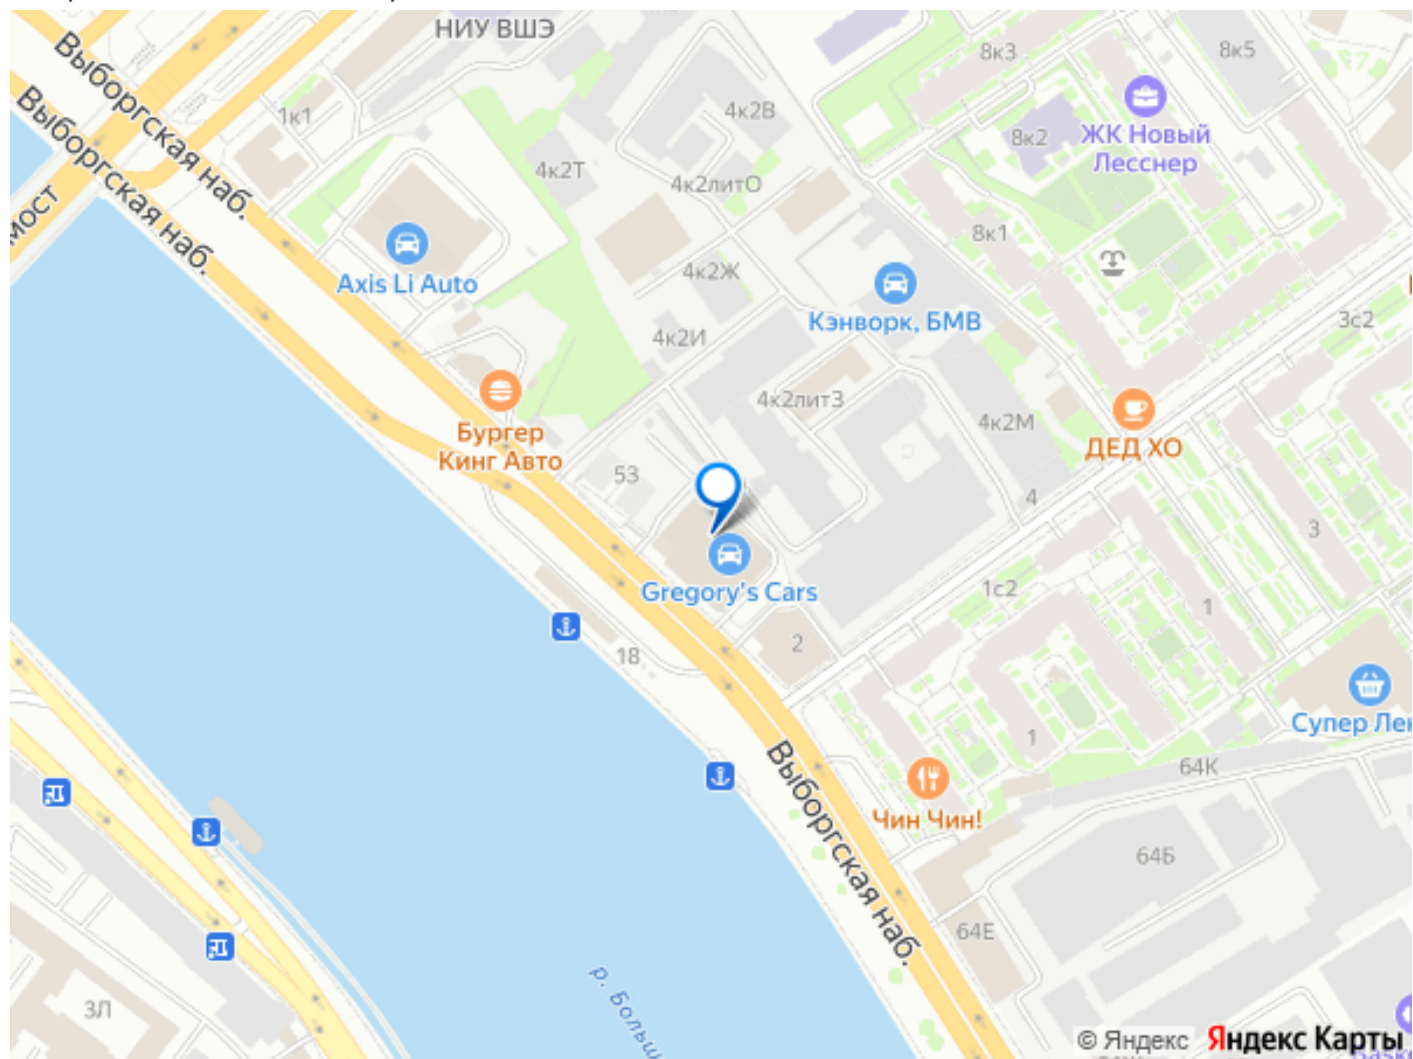 НИУ ВШЭ
8к3
8к5
Выборгская наб.
Выборгская наб.
1к1
4к2В
8к2
ЖК Новый
Лесснер
4к2Т
4к2литО
мост
8к1
Axis Li Auto
4к2Ж
Кэнворк, БМВ
3с2
4к2И
4к2лит3
4к2М
Бургер
Кинг Авто
ДЕД ХО
53
4
3
Gregory's Cars
1с2
1
2
18
1
Супер Лен
64К
Выборгская наб.
Чин Чин!
64Б
64Е
р. Больш
3Л
© Яндекс
Яндекс Карты